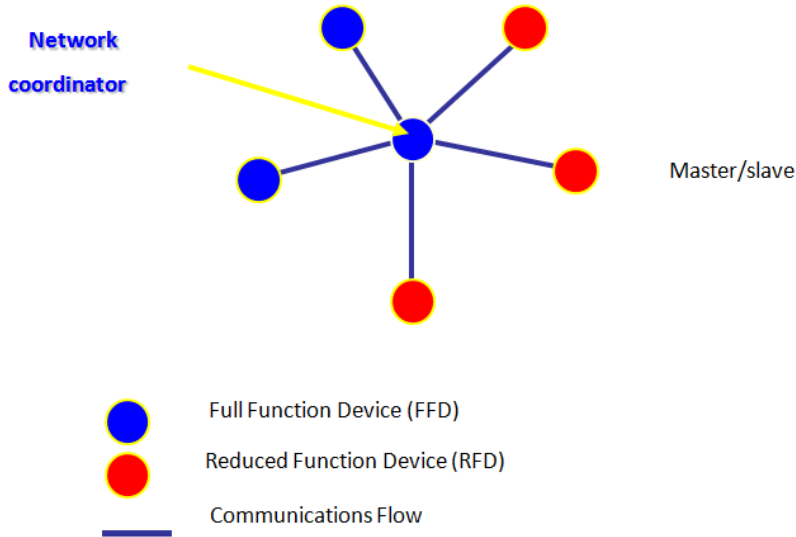 Network
coordinator
Master/slave
Full Function Device (FFD)
Reduced Function Device (RFD)
Communications Flow